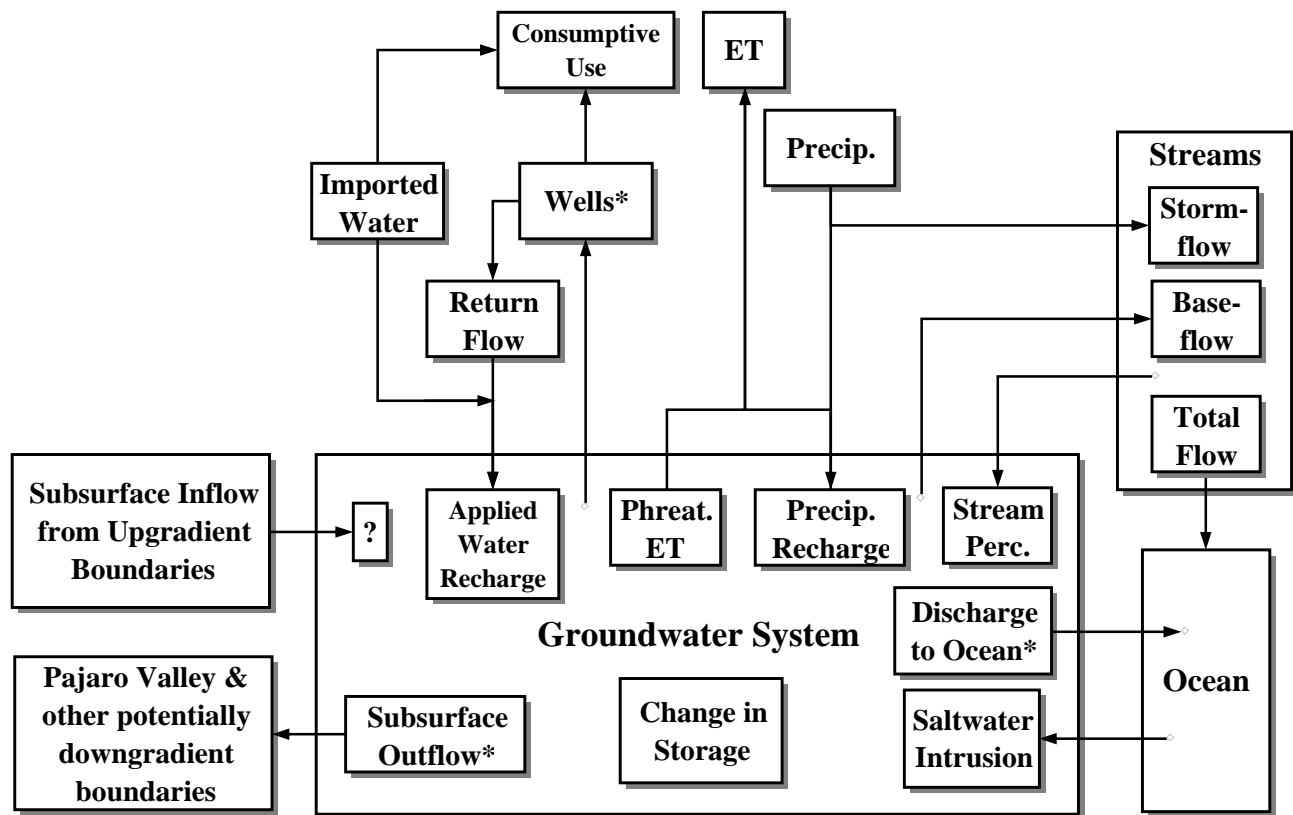 Consumptive
Use
ET
Precip.
Streams
Imported
Water
Wells*
Storm-
flow
Return
Flow
Base-
flow
Total
Flow
Subsurface Inflow
from Upgradient
Boundaries
?
Applied
Water
Recharge
Phreat.
ET
Precip.
Recharge
Stream
Perc.
Groundwater System
Discharge
to Ocean*
Ocean
Pajaro Valley &
other potentially
downgradient
boundaries
Subsurface
Outflow*
Change in
Storage
Saltwater
Intrusion